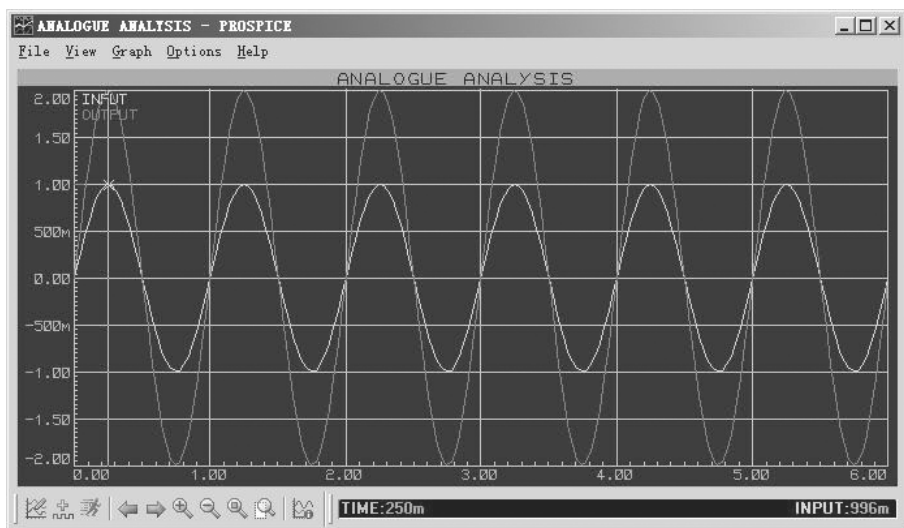 ANALOGUE ANALYSIS - PROSPICE
File View Graph Options Help
ANALOGUE ANALYSIS
2.00
INPUT
OUTPUT
1.50
1.00
500m
0.00
-500m
-1.00
-1.50
-2.00
0.00 1.00 2.00 3.00 4.00 5.00 6.00
TIME:250m INPUT:996m